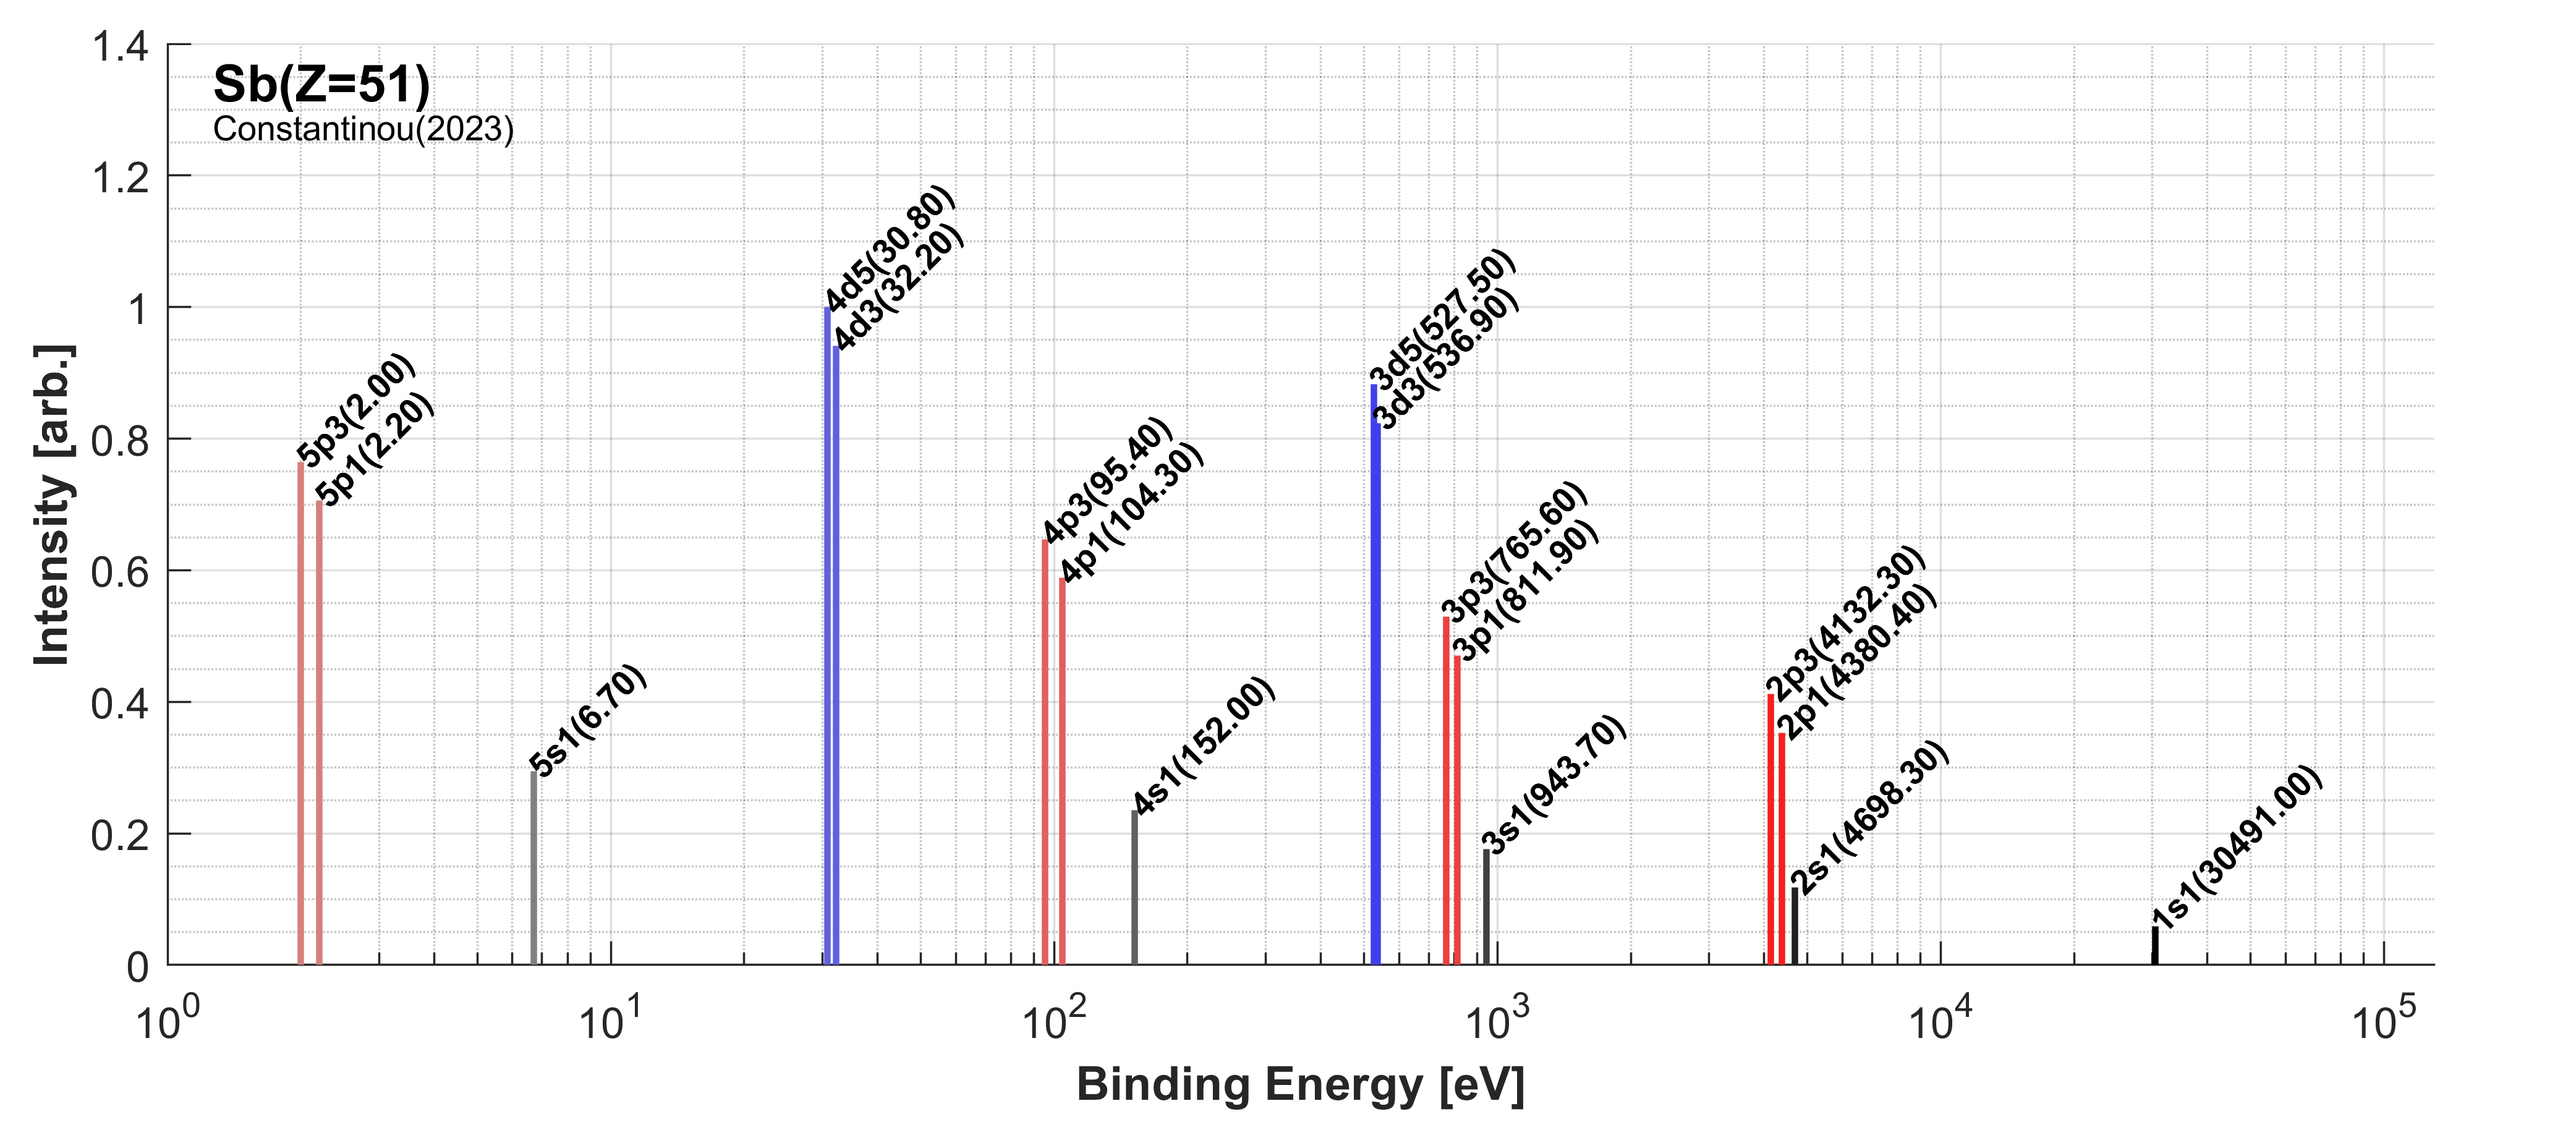 Sb(Z=51)
Constantinou(2023)
Intensity [arb.]
1.4
1.2
1
0.8
0.6
0.4
0.2
0
5p3(2.00)
5p1(2.20)
5s1(6.70)
4d5(30.80)
4d3(32.20)
4p3(95.40)
4p1(104.30)
4s1(152.00)
3d5(527.50)
3d3(536.90)
3p3(765.60)
3p1(811.90)
3s1(943.70)
2p3(4132.30)
2p1(4380.40)
2s1(4698.30)
1s1(30491.00)
10^0 10^1 10^2 10^3 10^4 10^5
Binding Energy [eV]